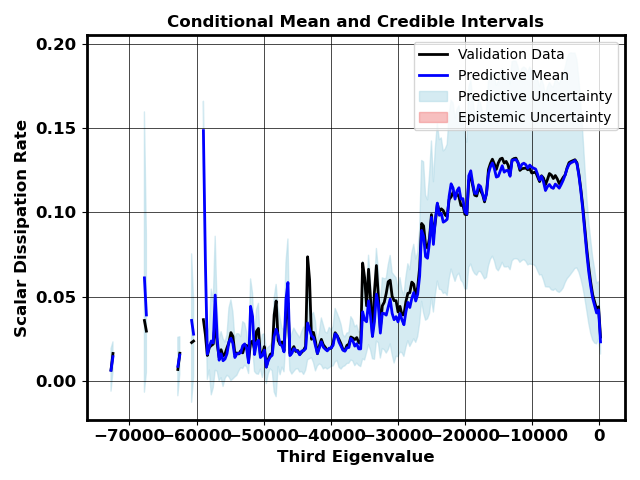 Conditional Mean and Credible Intervals
Validation Data
Predictive Mean
Predictive Uncertainty
Epistemic Uncertainty
Scalar Dissipation Rate
0.20
0.15
0.10
0.05
0.00
−70000 −60000 −50000 −40000 −30000 −20000 −10000 0
Third Eigenvalue